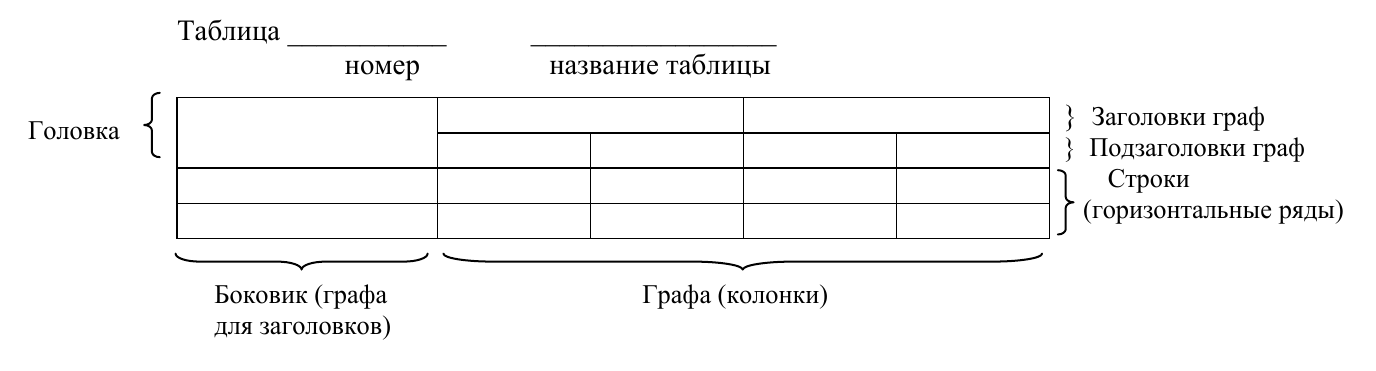 Таблица ___________ _________________
номер название таблицы
Головка
Заголовки граф
Подзаголовки граф
Строки
(горизонтальные ряды)
Боковик (графа
для заголовков)
Графа (колонки)